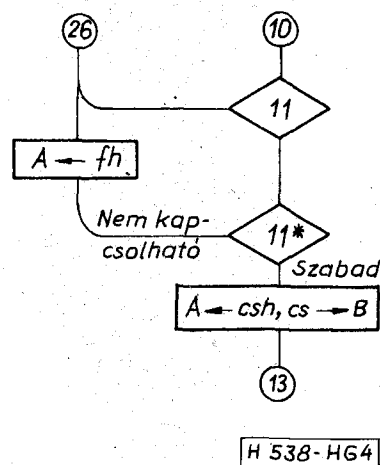 26
10
11
A ← fh
Nem kap-
csolható
11*
Szabad
A ← csh, cs → B
13
H 538-HG4